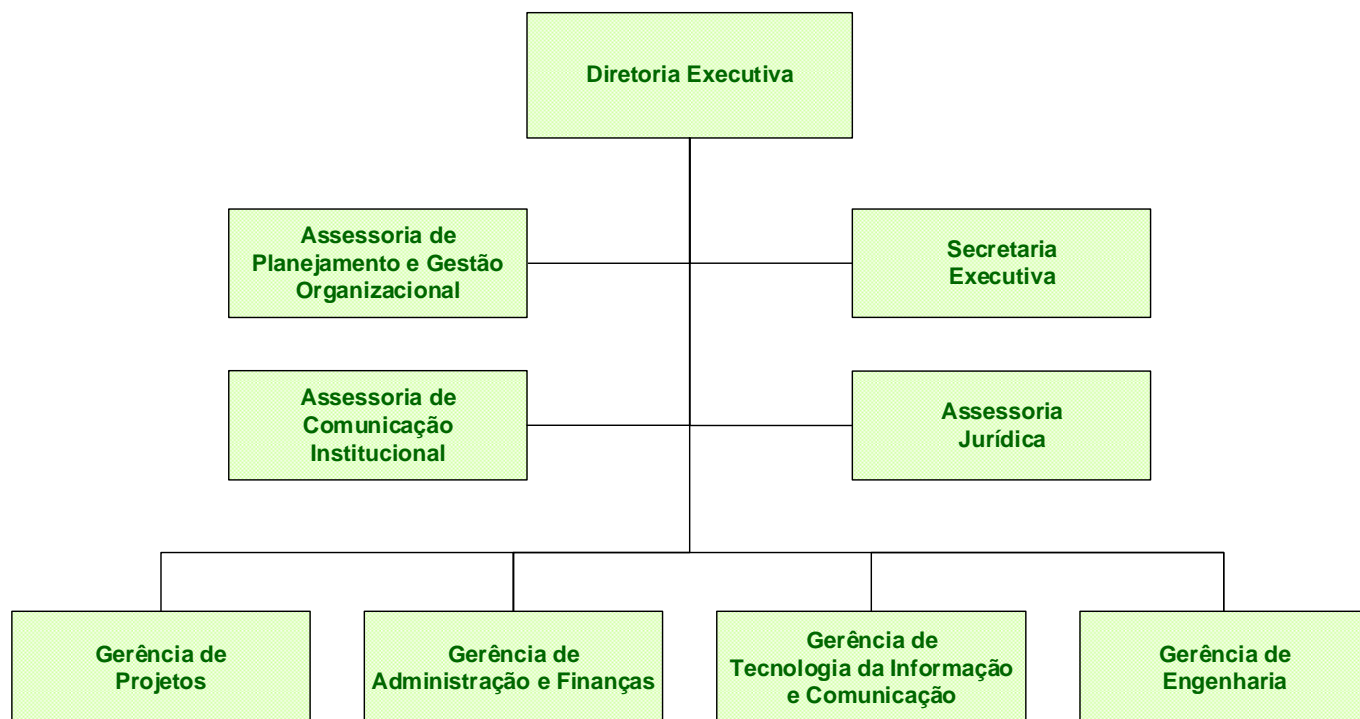 Diretoria Executiva
Assessoria de
Planejamento e Gestão
Organizacional
Secretaria
Executiva
Assessoria de
Comunicação
Institucional
Assessoria
Jurídica
Gerência de
Projetos
Gerência de
Administração e Finanças
Gerência de
Tecnologia da Informação
e Comunicação
Gerência de
Engenharia